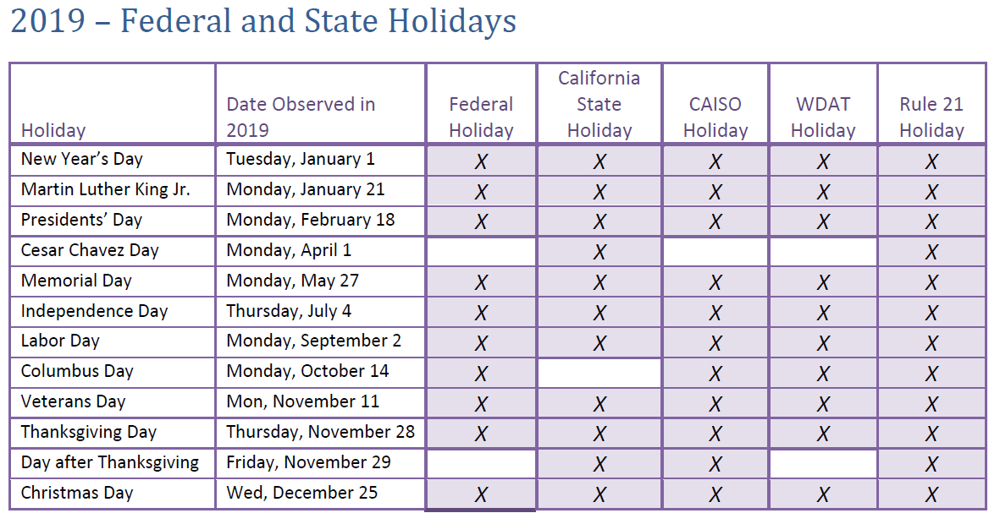 2019 – Federal and State Holidays
Holiday Date Observed in 2019 Federal Holiday California State Holiday CAISO Holiday WDAT Holiday Rule 21 Holiday
New Year’s Day Tuesday, January 1 X X X X X
Martin Luther King Jr. Monday, January 21 X X X X X
Presidents’ Day Monday, February 18 X X X X X
Cesar Chavez Day Monday, April 1 X X
Memorial Day Monday, May 27 X X X X X
Independence Day Thursday, July 4 X X X X X
Labor Day Monday, September 2 X X X X X
Columbus Day Monday, October 14 X X X X
Veterans Day Mon, November 11 X X X X X
Thanksgiving Day Thursday, November 28 X X X X X
Day after Thanksgiving Friday, November 29 X X X
Christmas Day Wed, December 25 X X X X X